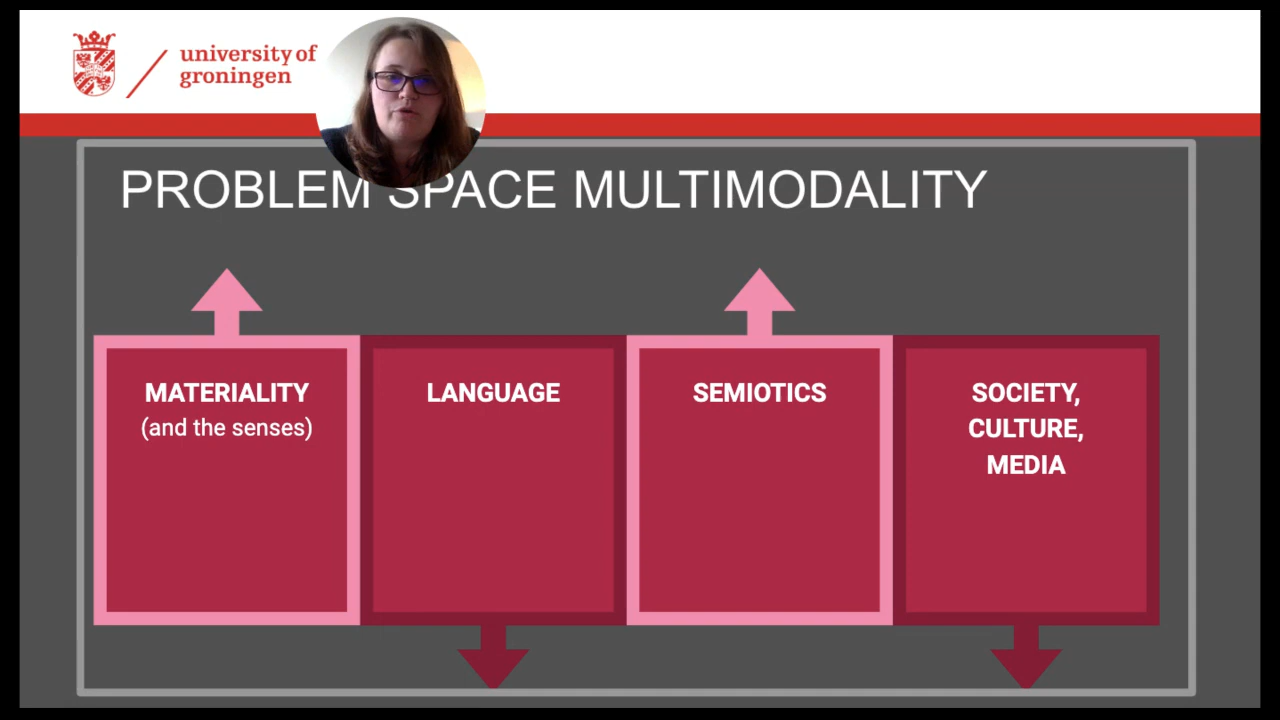 university of
groningen
PROBLEM SPACE MULTIMODALITY
MATERIALITY
(and the senses)
LANGUAGE
SEMIOTICS
SOCIETY,
CULTURE,
MEDIA